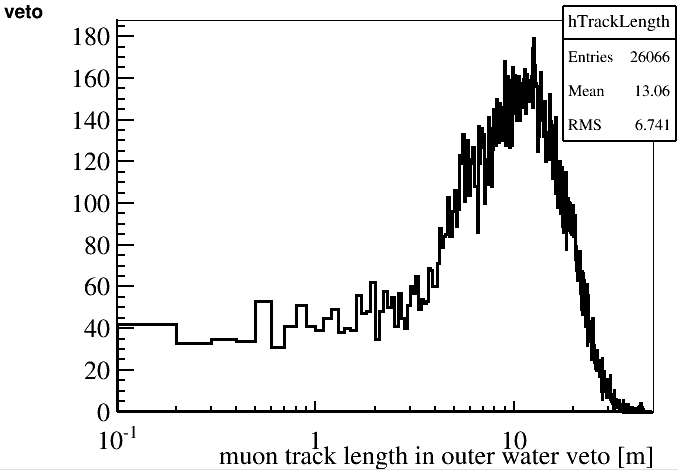 veto
hTrackLength
Entries 26066
Mean 13.06
RMS 6.741
180
160
140
120
100
80
60
40
20
0
10-1 1 10
muon track length in outer water veto [m]